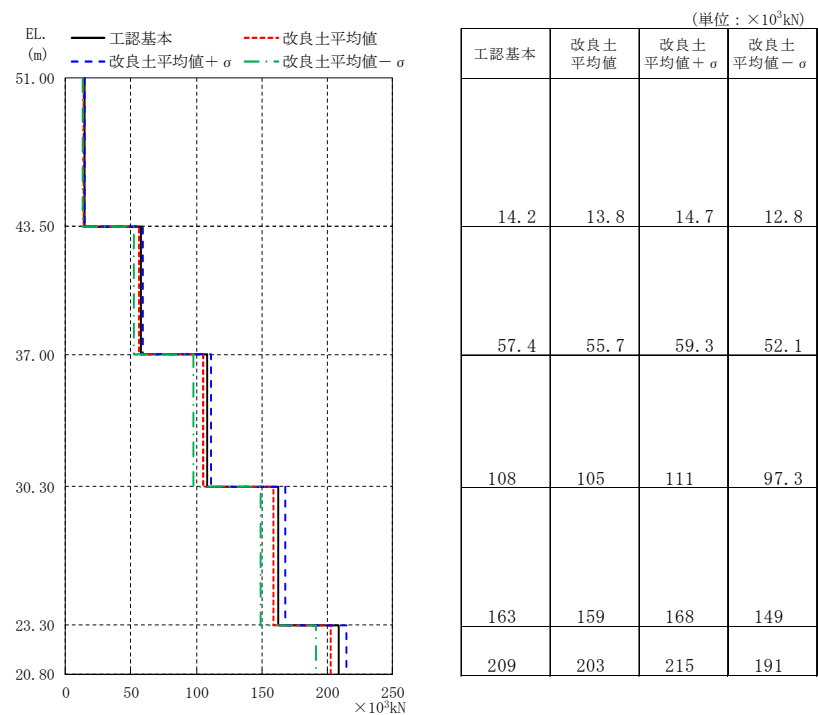 (単位：×10³kN)
EL.
(m)
工認基本
改良土平均値
改良土平均値＋σ
改良土平均値－σ
51.00
43.50
37.00
30.30
23.30
20.80
0 50 100 150 200 250
×10³kN
工認基本 改良土平均値 改良土平均値＋σ 改良土平均値－σ
14.2 13.8 14.7 12.8
57.4 55.7 59.3 52.1
108 105 111 97.3
163 159 168 149
209 203 215 191